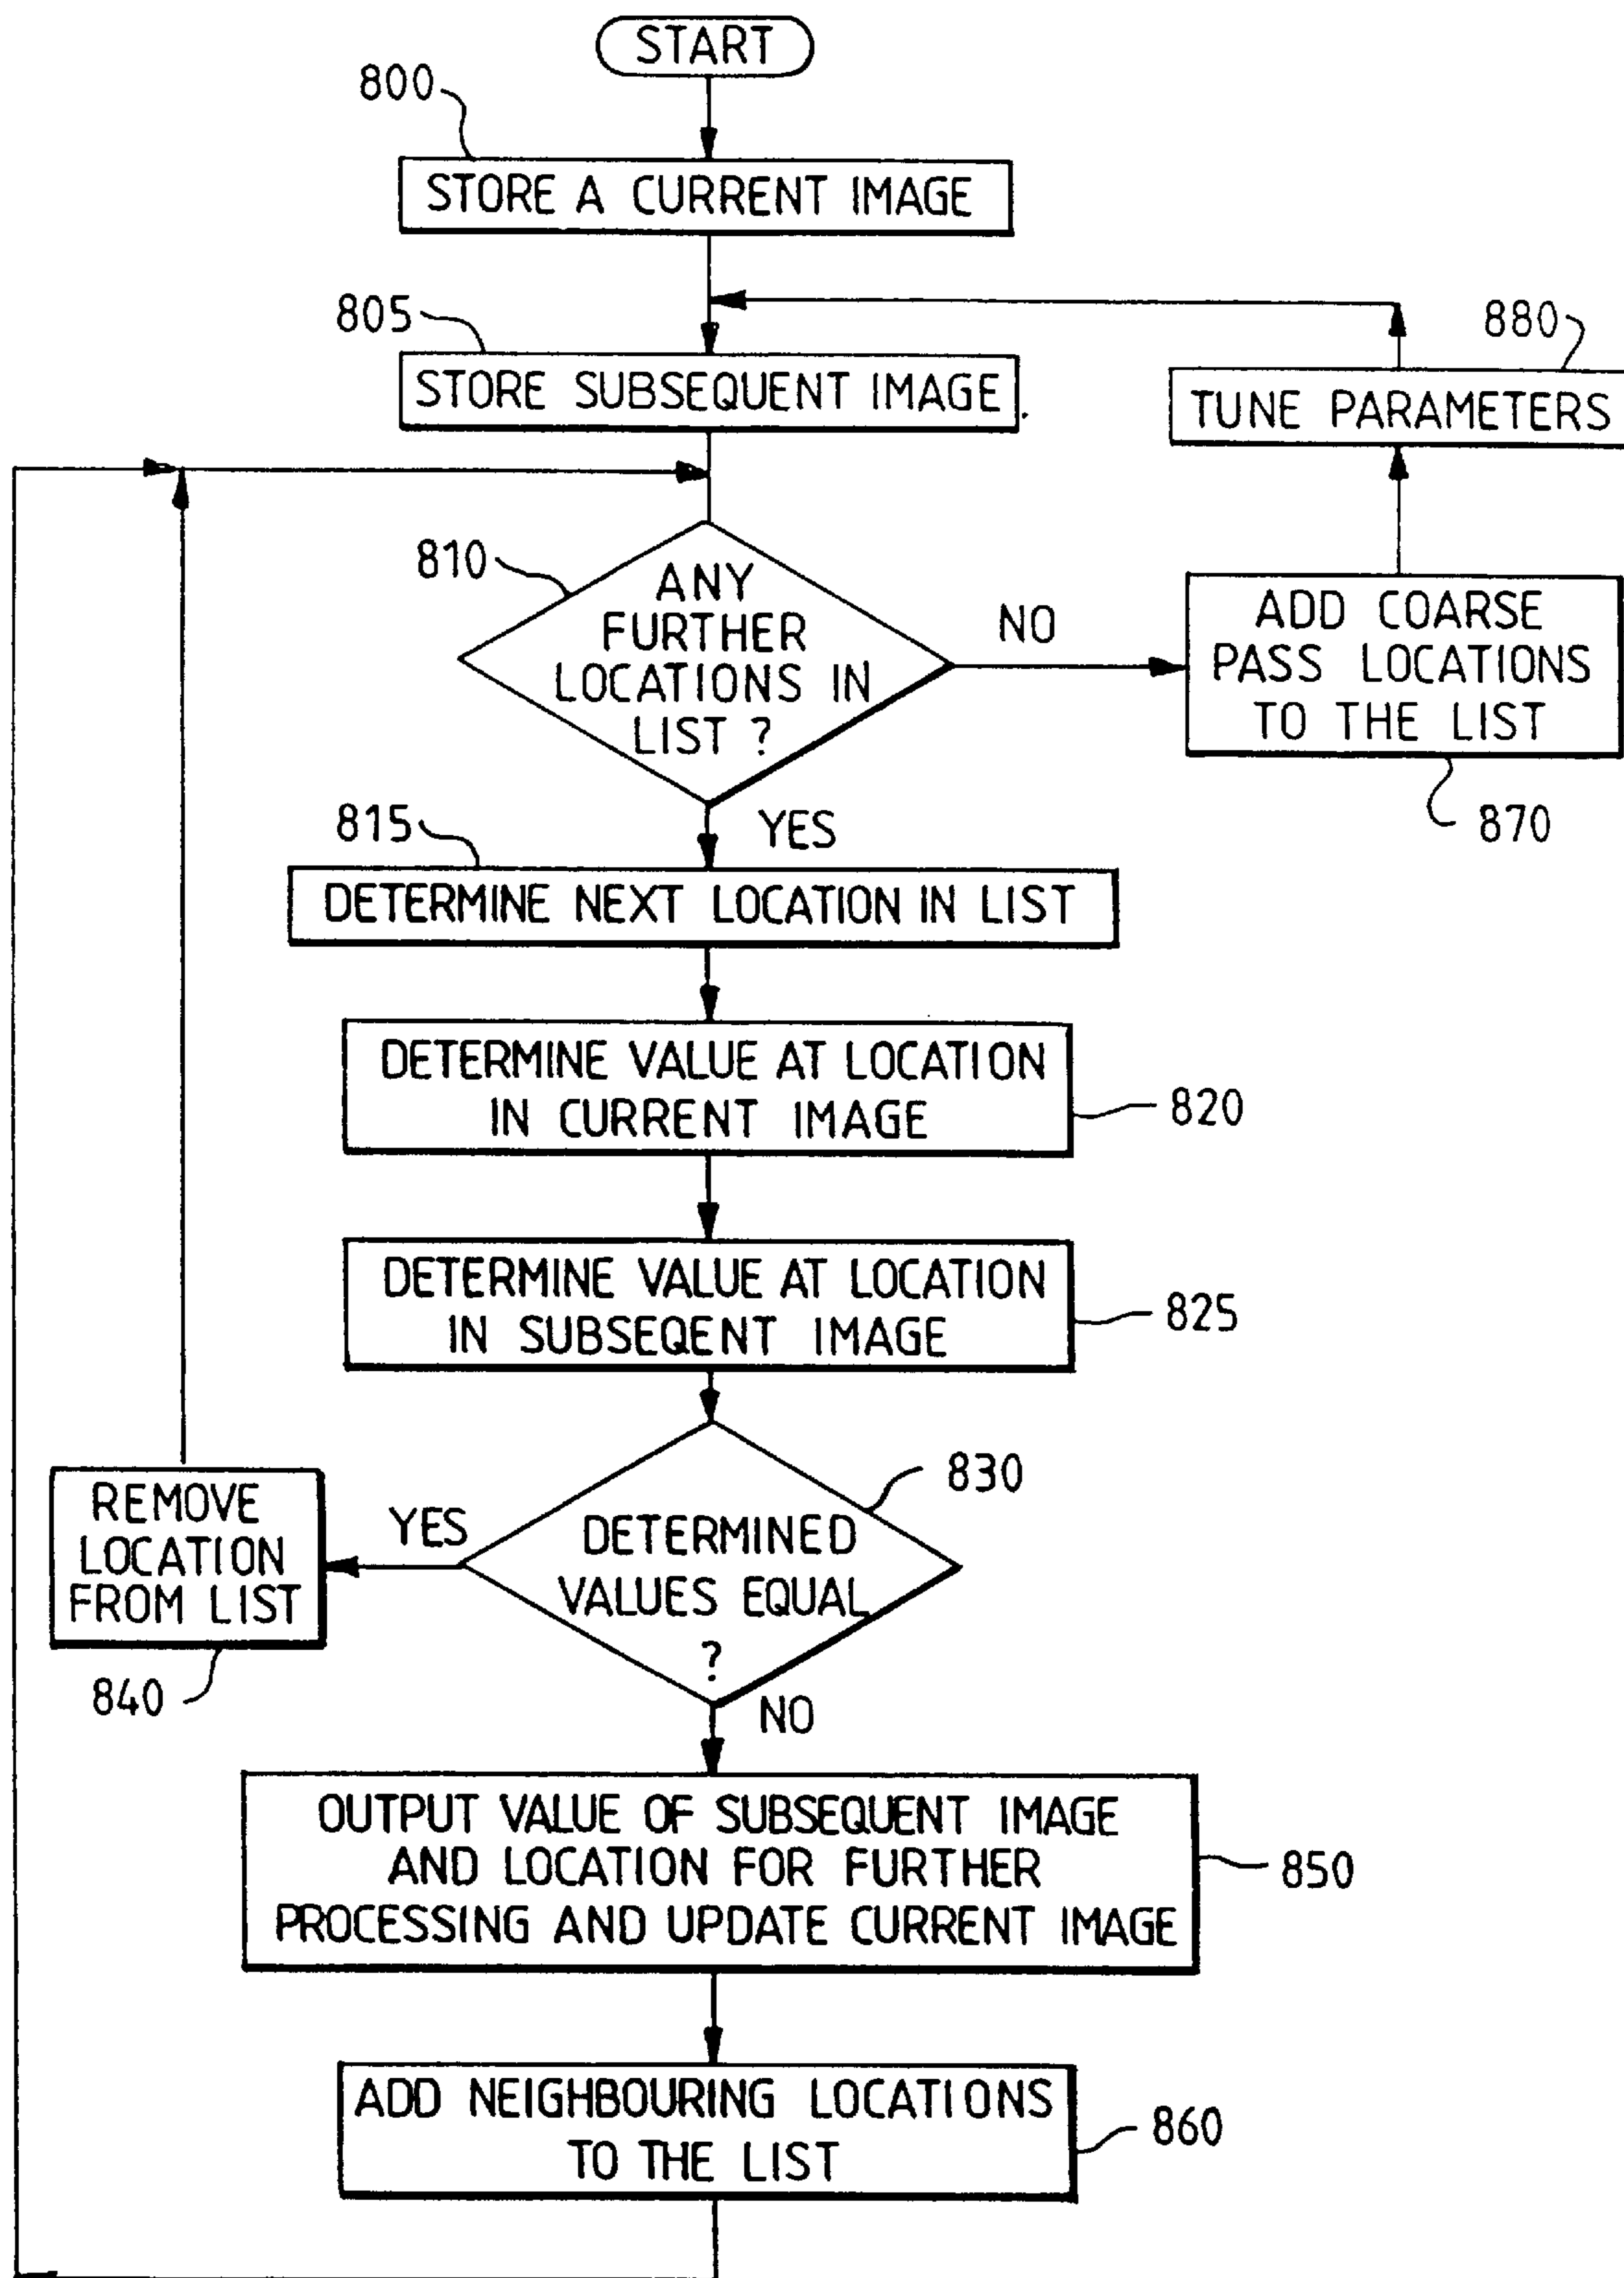 START
800
STORE A CURRENT IMAGE
805
STORE SUBSEQUENT IMAGE
880
TUNE PARAMETERS
810
ANY
FURTHER
LOCATIONS IN
LIST ?
NO
ADD COARSE
PASS LOCATIONS
TO THE LIST
870
YES
815
DETERMINE NEXT LOCATION IN LIST
DETERMINE VALUE AT LOCATION
IN CURRENT IMAGE
820
DETERMINE VALUE AT LOCATION
IN SUBSEQENT IMAGE
825
830
DETERMINED
VALUES EQUAL
?
YES
REMOVE
LOCATION
FROM LIST
840
NO
OUTPUT VALUE OF SUBSEQUENT IMAGE
AND LOCATION FOR FURTHER
PROCESSING AND UPDATE CURRENT IMAGE
850
ADD NEIGHBOURING LOCATIONS
TO THE LIST
860